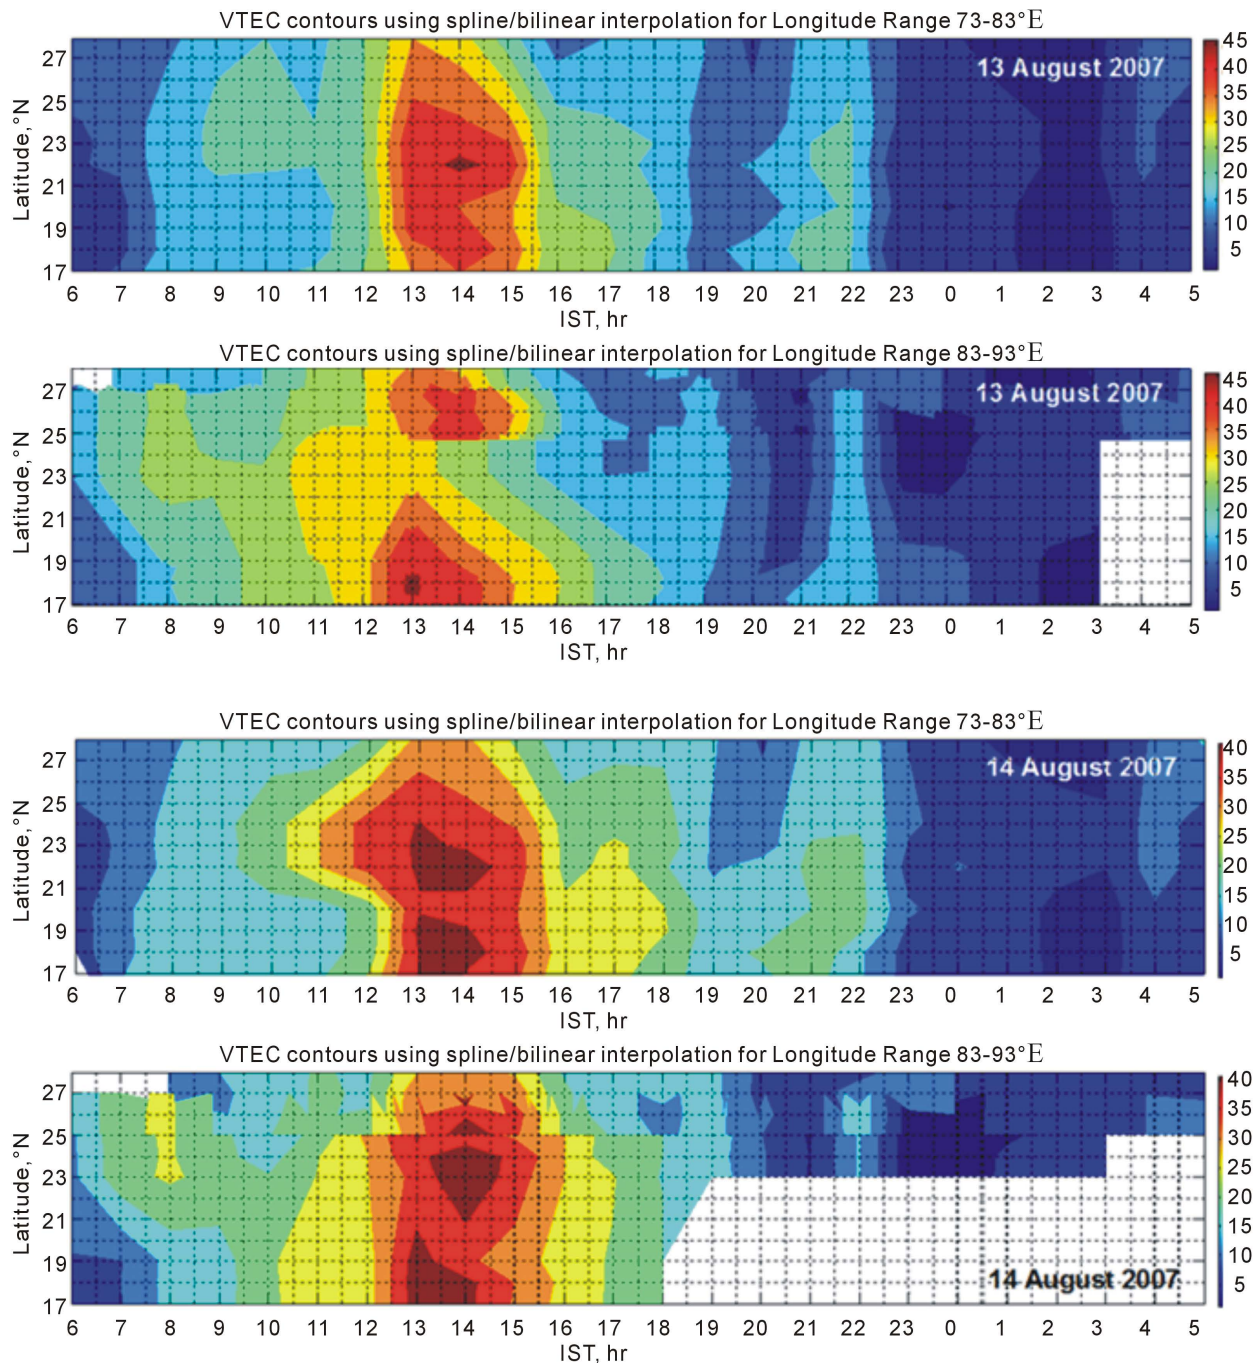 VTEC contours using spline/bilinear interpolation for Longitude Range 73-83°E
13 August 2007
Latitude,°N
27
25
23
21
19
17
6 7 8 9 10 11 12 13 14 15 16 17 18 19 20 21 22 23 0 1 2 3 4 5
IST, hr
45
40
35
30
25
20
15
10
5
VTEC contours using spline/bilinear interpolation for Longitude Range 83-93°E
13 August 2007
Latitude,°N
27
25
23
21
19
17
6 7 8 9 10 11 12 13 14 15 16 17 18 19 20 21 22 23 0 1 2 3 4 5
IST, hr
45
40
35
30
25
20
15
10
5
VTEC contours using spline/bilinear interpolation for Longitude Range 73-83°E
14 August 2007
Latitude,°N
27
25
23
21
19
17
6 7 8 9 10 11 12 13 14 15 16 17 18 19 20 21 22 23 0 1 2 3 4 5
IST, hr
40
35
30
25
20
15
10
5
VTEC contours using spline/bilinear interpolation for Longitude Range 83-93°E
14 August 2007
Latitude,°N
27
25
23
21
19
17
6 7 8 9 10 11 12 13 14 15 16 17 18 19 20 21 22 23 0 1 2 3 4 5
IST, hr
40
35
30
25
20
15
10
5